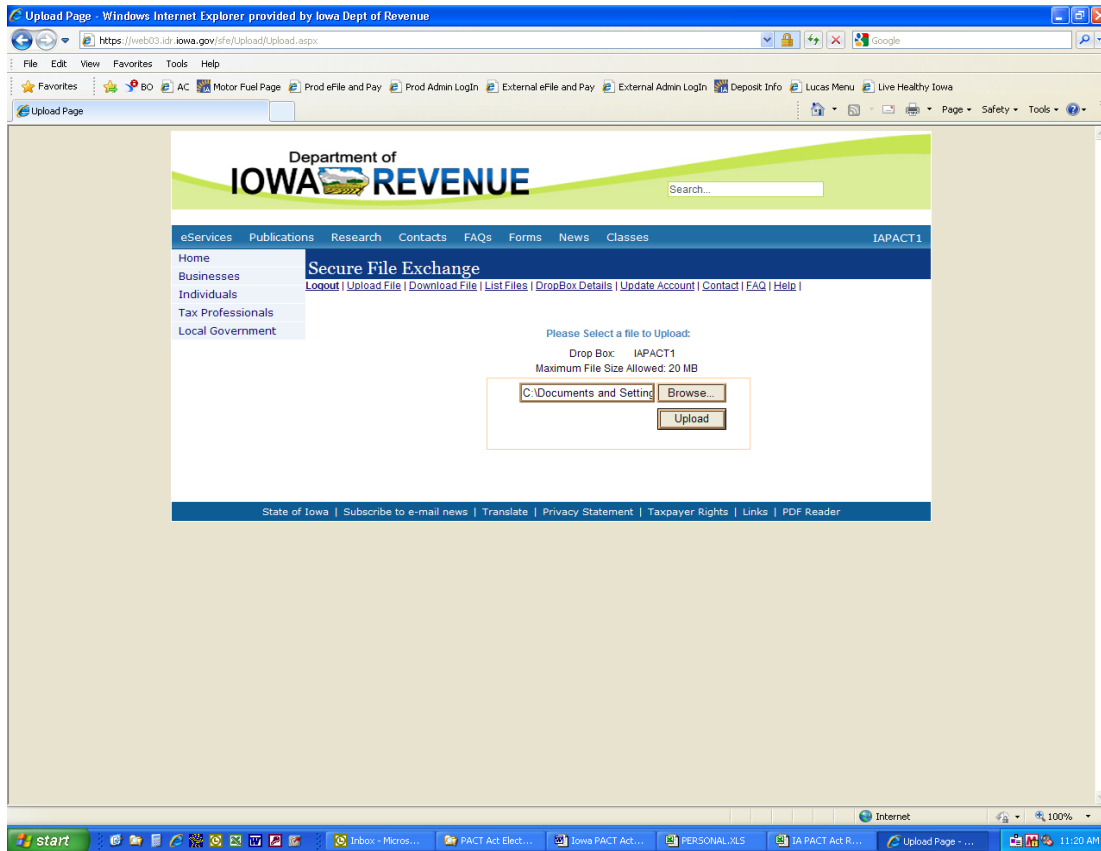 Upload Page - Windows Internet Explorer provided by Iowa Dept of Revenue
https://web03.idr.iowa.gov/sfe/Upload/Upload.aspx
Google
File Edit View Favorites Tools Help
Favorites BO AC Motor Fuel Page Prod eFile and Pay Prod Admin LogIn External eFile and Pay External Admin LogIn Deposit Info Lucas Menu Live Healthy Iowa
Upload Page
Page Safety Tools
Department of
IOWA REVENUE
Search...
eServices Publications Research Contacts FAQs Forms News Classes IAPACT1
Home
Businesses
Individuals
Tax Professionals
Local Government
Secure File Exchange
Logout | Upload File | Download File | List Files | DropBox Details | Update Account | Contact | FAQ | Help |
Please Select a file to Upload:
Drop Box: IAPACT1
Maximum File Size Allowed: 20 MB
C:\Documents and Setting Browse...
Upload
State of Iowa | Subscribe to e-mail news | Translate | Privacy Statement | Taxpayer Rights | Links | PDF Reader
Internet 100%
start Inbox - Micros... PACT Act Elect... Iowa PACT Act... PERSONAL.XLS IA PACT Act R... Upload Page - ... 11:20 AM